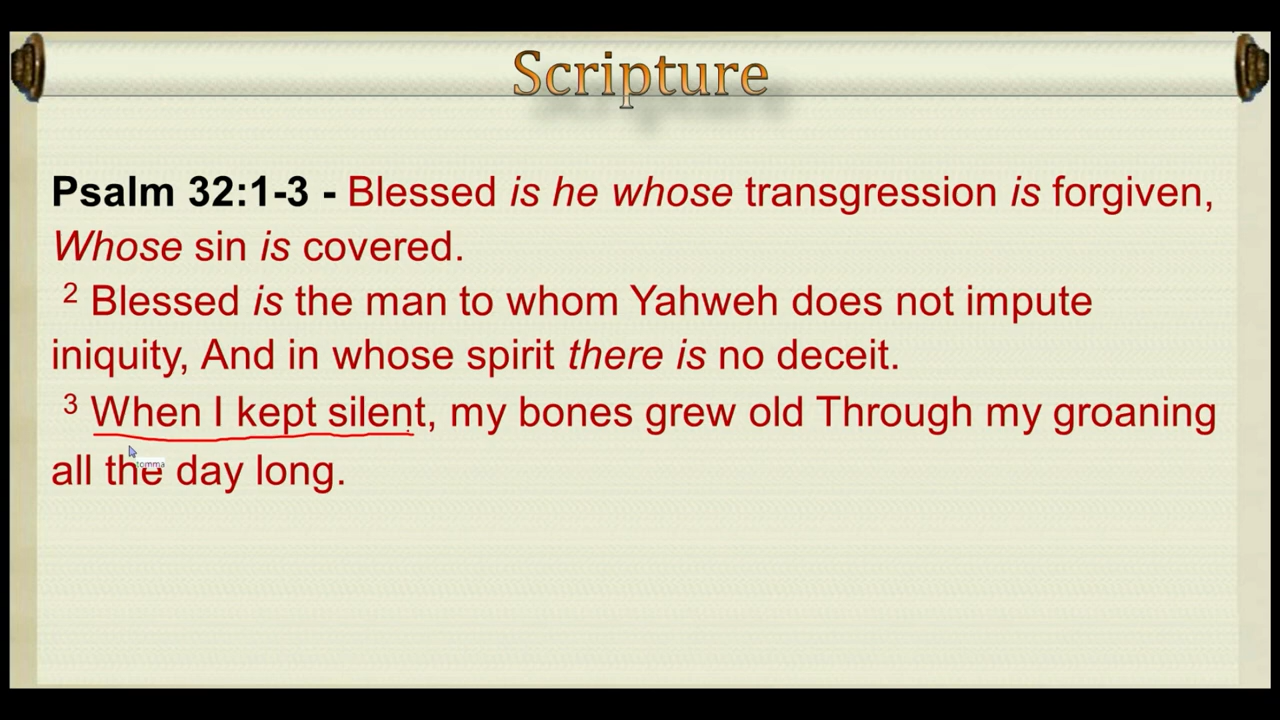 Scripture
Psalm 32:1-3 - Blessed is he whose transgression is forgiven,
Whose sin is covered.
2 Blessed is the man to whom Yahweh does not impute
iniquity, And in whose spirit there is no deceit.
3 When I kept silent, my bones grew old Through my groaning
all the day long.
tomma